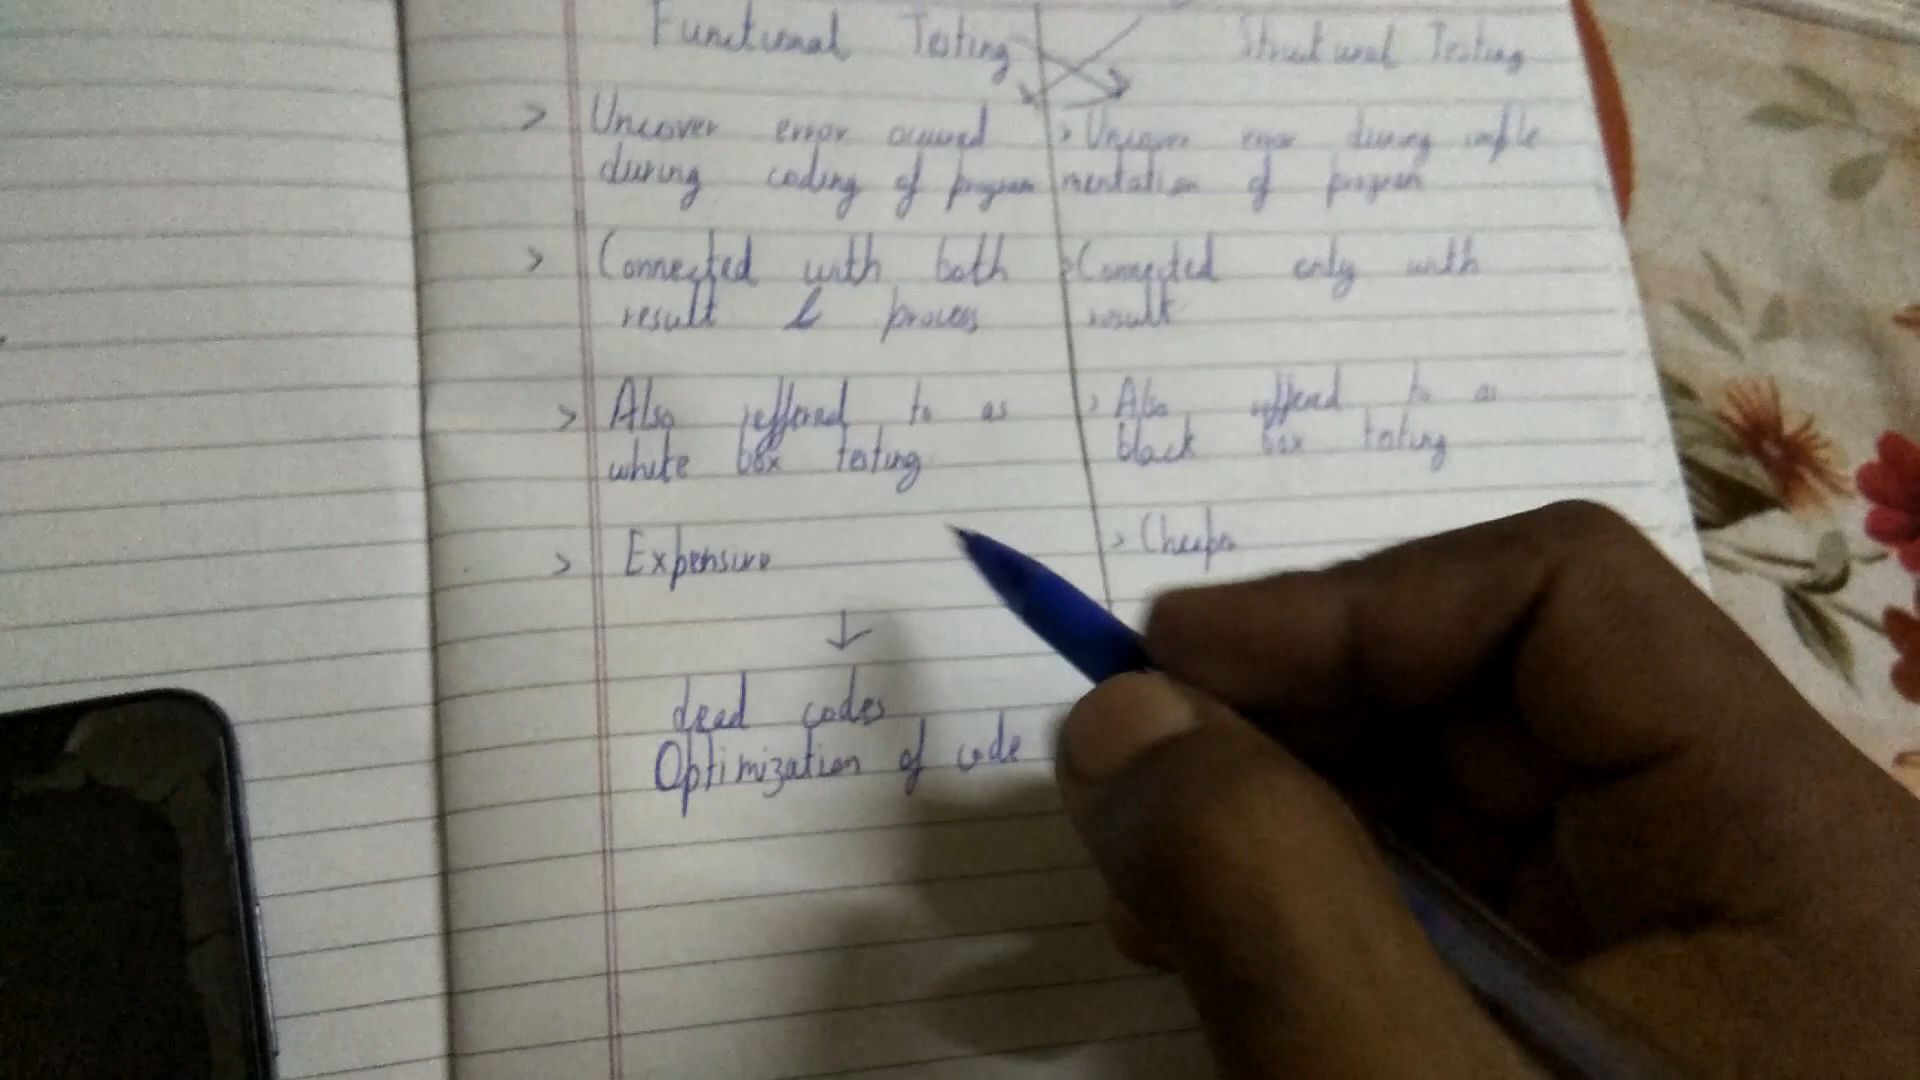 Functional Testing
Structural Testing
> Uncover error occured
during coding of program
> Uncover error during imple
mentation of program
> Connected with both
result & process
> Connected only with
result
> Also reffered to as
white box testing
> Also reffered to as
black box testing
> Expensive
> Cheaper
↓
dead codes
Optimization of code